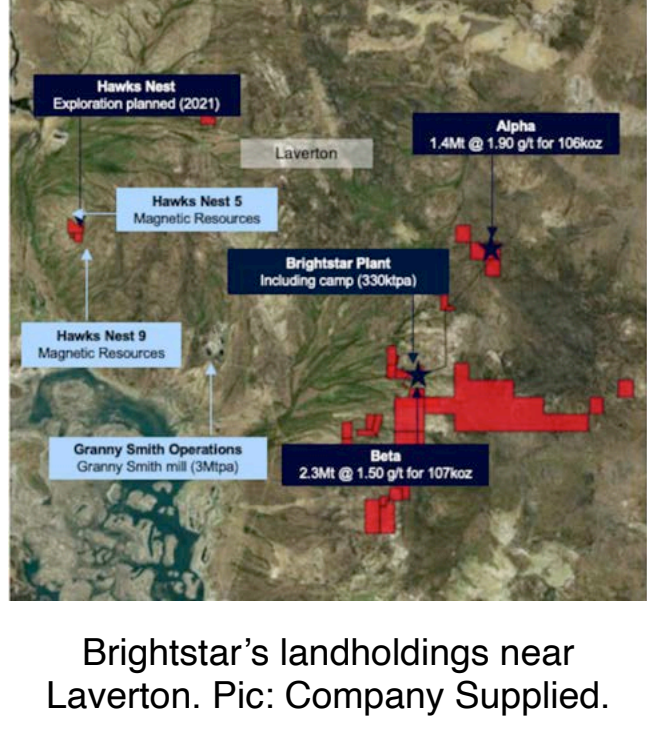 Hawks Nest
Exploration planned (2021)
Alpha
1.4Mt @ 1.90 g/t for 106koz
Laverton
Hawks Nest 5
Magnetic Resources
Brightstar Plant
Including camp (330ktpa)
Hawks Nest 9
Magnetic Resources
Granny Smith Operations
Granny Smith mill (3Mtpa)
Beta
2.3Mt @ 1.50 g/t for 107koz
Brightstar’s landholdings near
Laverton. Pic: Company Supplied.